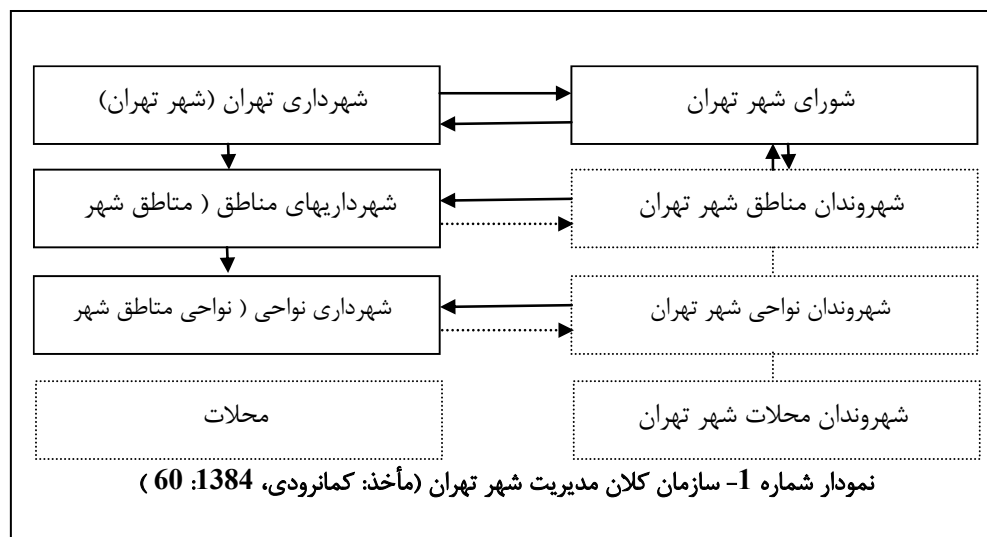 شورای شهر تهران
شهرداری تهران (شهر تهران)
شهروندان مناطق شهر تهران
شهرداریهای مناطق ( متاطق شهر
شهروندان نواحی شهر تهران
شهرداری نواحی ( نواحی متاطق شهر
شهروندان محلات شهر تهران
محلات
نمودار شماره 1- سازمان کلان مدیریت شهر تهران (مأخذ: کمانرودی، 1384: 60 )